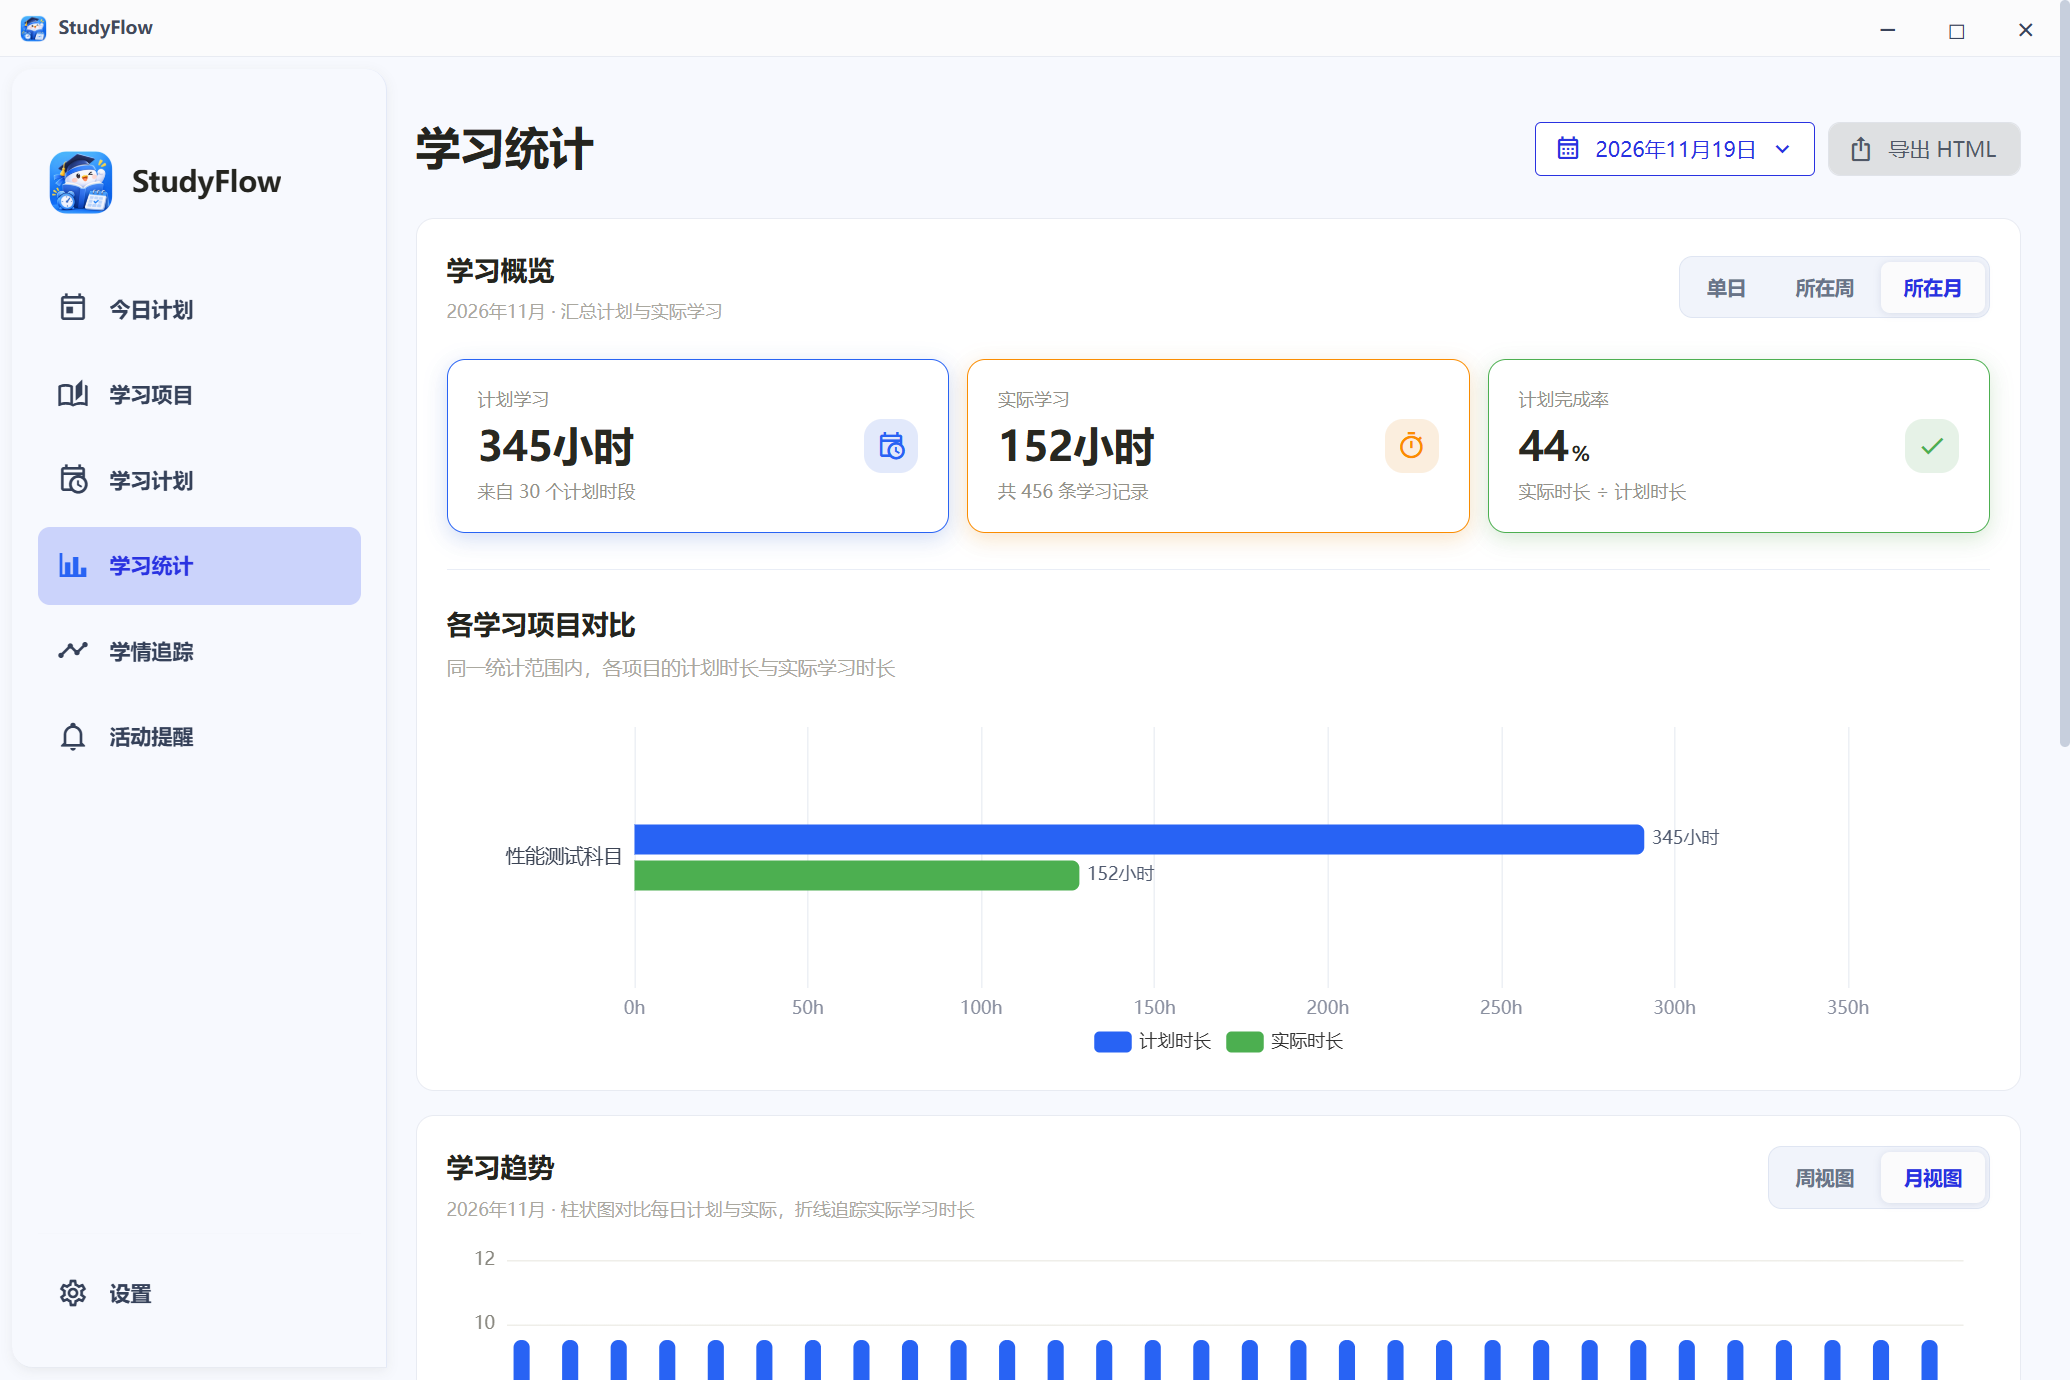 StudyFlow
StudyFlow
今日计划
学习项目
学习计划
学习统计
学情追踪
活动提醒
设置
学习统计
2026年11月19日
导出 HTML
学习概览
2026年11月 · 汇总计划与实际学习
单日
所在周
所在月
计划学习
345小时
来自 30 个计划时段
实际学习
152小时
共 456 条学习记录
计划完成率
44%
实际时长 ÷ 计划时长
各学习项目对比
同一统计范围内，各项目的计划时长与实际学习时长
345小时
性能测试科目
152小时
0h
50h
100h
150h
200h
250h
300h
350h
计划时长
实际时长
学习趋势
2026年11月 · 柱状图对比每日计划与实际，折线追踪实际学习时长
周视图
月视图
12
10